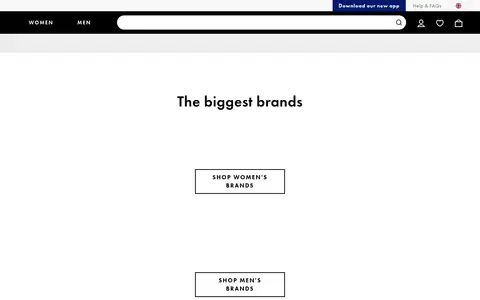 Download our new app
Help & FAQs
WOMEN
MEN
The biggest brands
SHOP WOMEN'S
BRANDS
SHOP MEN'S
BRANDS